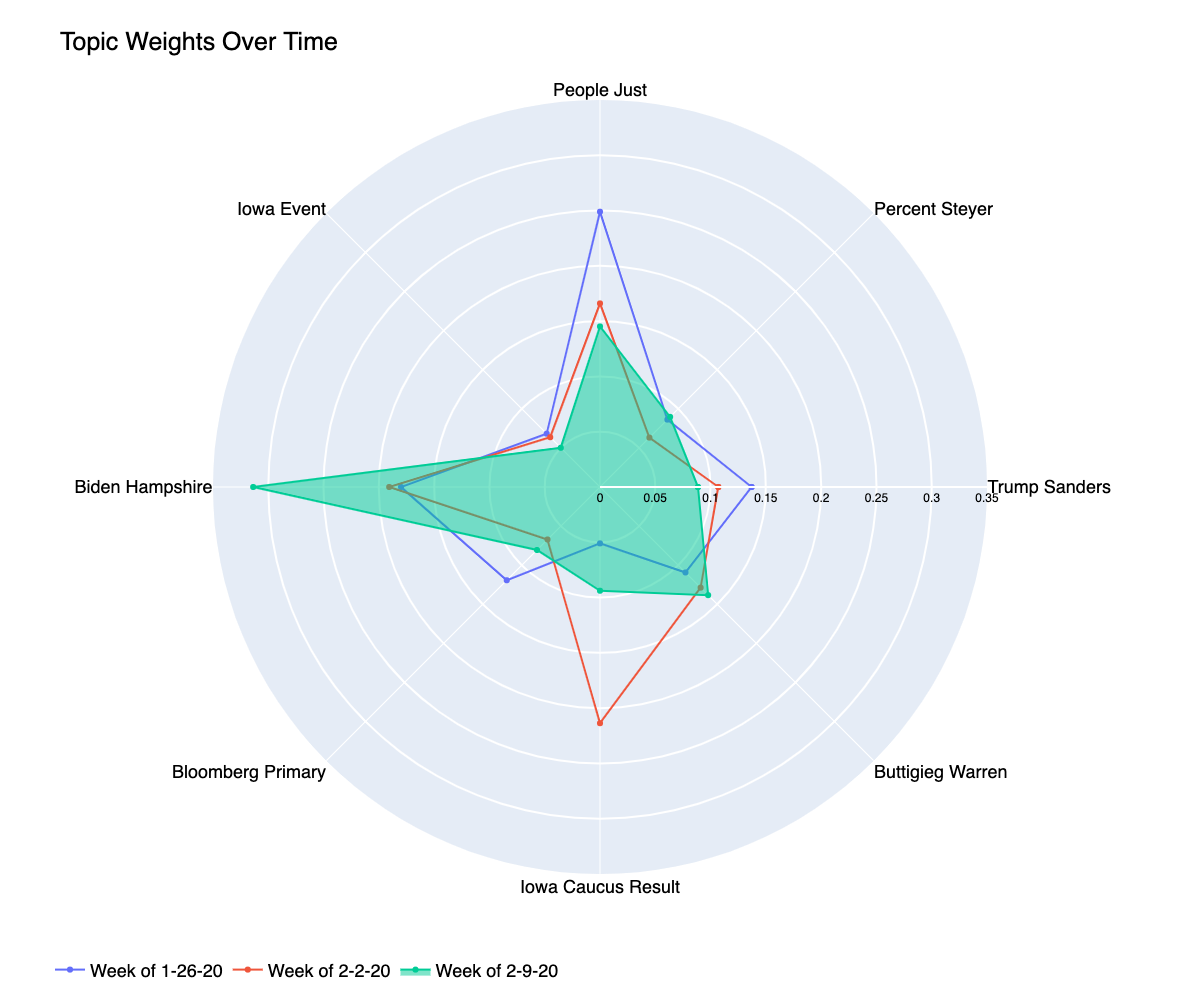 Topic Weights Over Time
People Just
Iowa Event
Percent Steyer
Biden Hampshire
Trump Sanders
0 0.05 0.1 0.15 0.2 0.25 0.3 0.35
Bloomberg Primary
Buttigieg Warren
Iowa Caucus Result
Week of 1-26-20 Week of 2-2-20 Week of 2-9-20